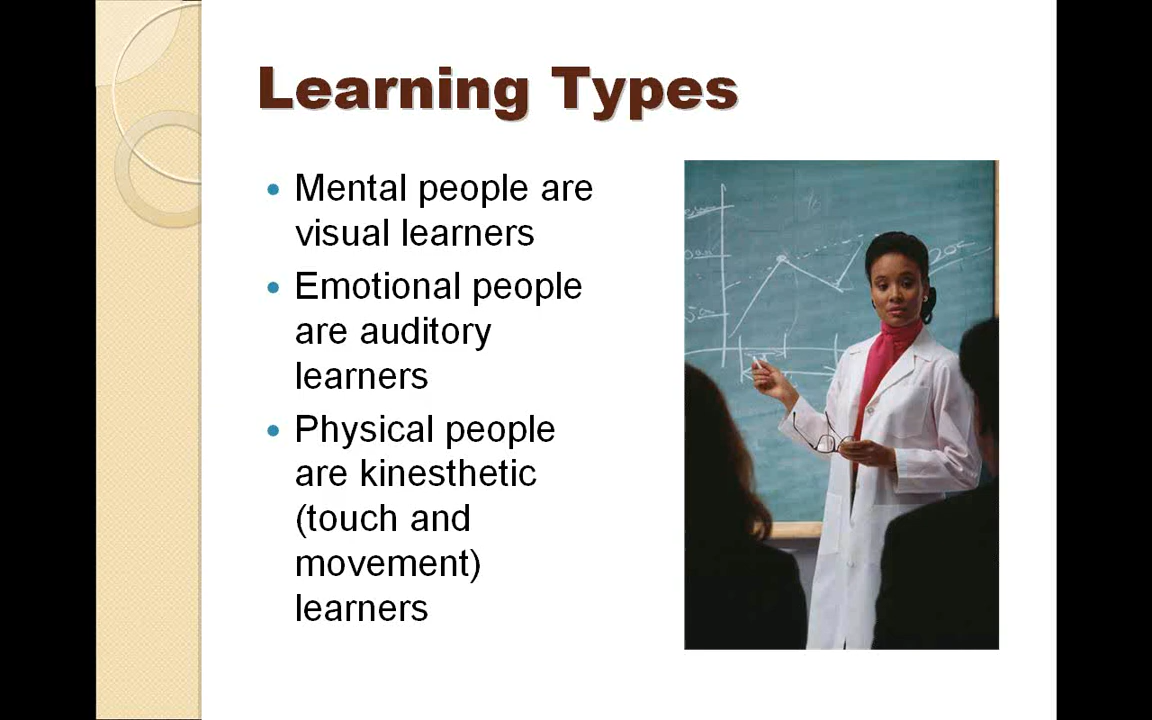 Learning Types
• Mental people are
visual learners
• Emotional people
are auditory
learners
• Physical people
are kinesthetic
(touch and
movement)
learners